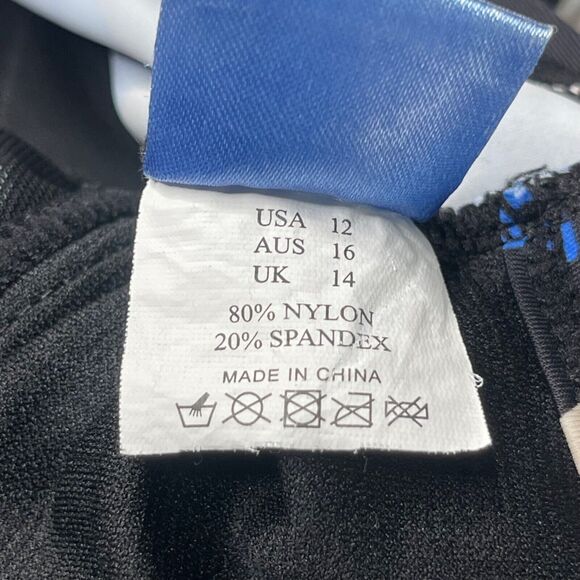 USA 12
AUS 16
UK 14
80% NYLON
20% SPANDEX
MADE IN CHINA